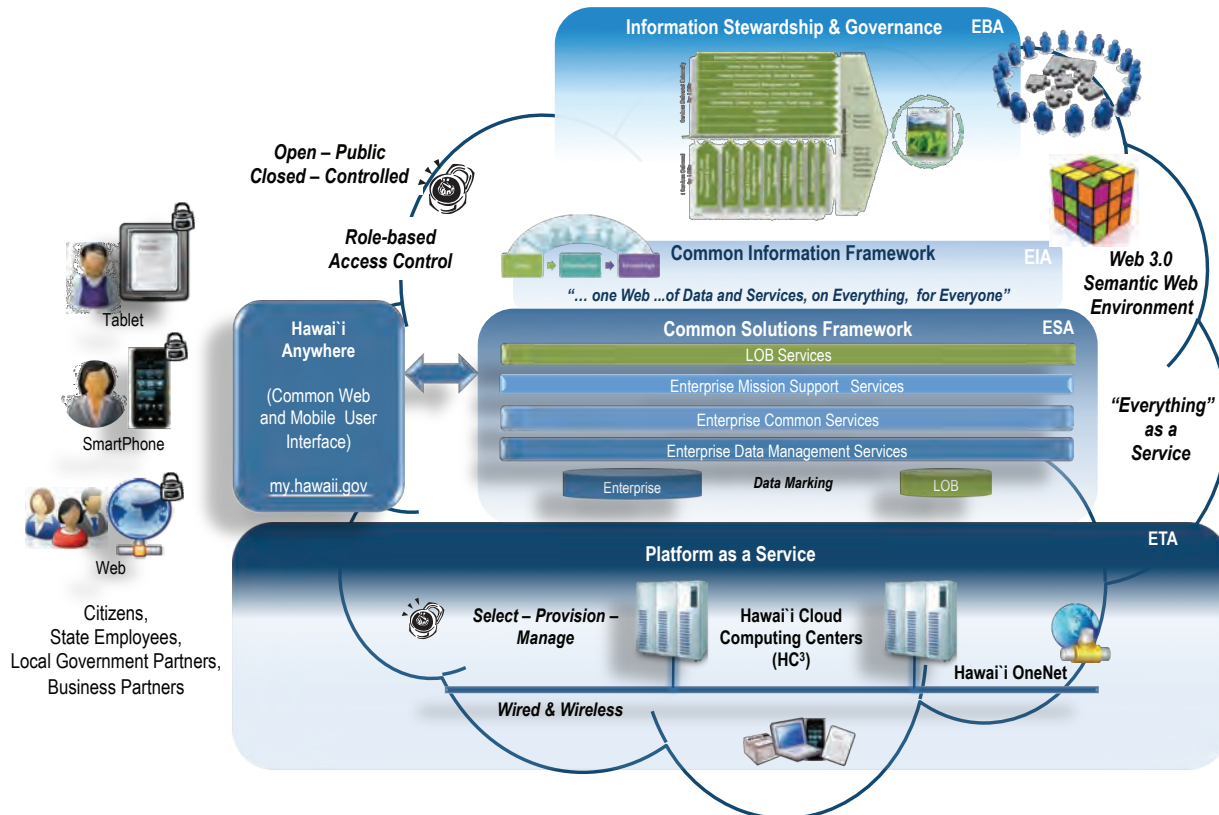 Information Stewardship & Governance
EBA
Open – Public
Closed – Controlled
Role-based
Access Control
Common Information Framework
EIA
“… one Web ...of Data and Services, on Everything, for Everyone”
Web 3.0
Semantic Web
Environment
Tablet
SmartPhone
Web
Citizens,
State Employees,
Local Government Partners,
Business Partners
Hawai`i
Anywhere
(Common Web
and Mobile User
Interface)
my.hawaii.gov
Common Solutions Framework
ESA
LOB Services
Enterprise Mission Support Services
Enterprise Common Services
Enterprise Data Management Services
Enterprise
Data Marking
LOB
“Everything”
as a
Service
Platform as a Service
ETA
Select – Provision –
Manage
Hawai`i Cloud
Computing Centers
(HC³)
Hawai`i OneNet
Wired & Wireless